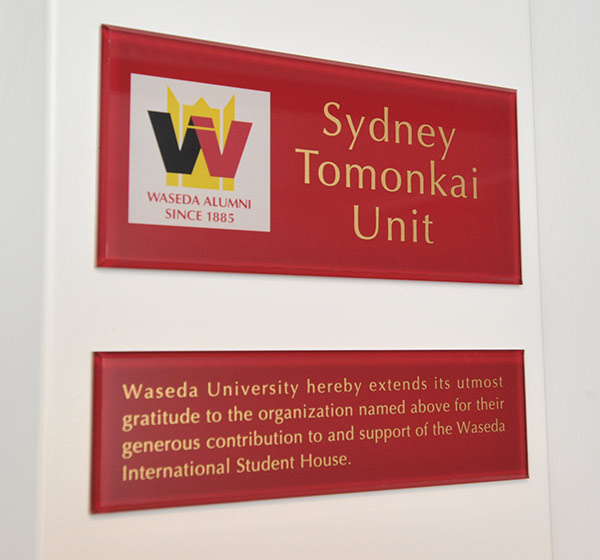 WASEDA ALUMNI
SINCE 1885
Sydney
Tomonkai
Unit
Waseda University hereby extends its utmost
gratitude to the organization named above for their
generous contribution to and support of the Waseda
International Student House.